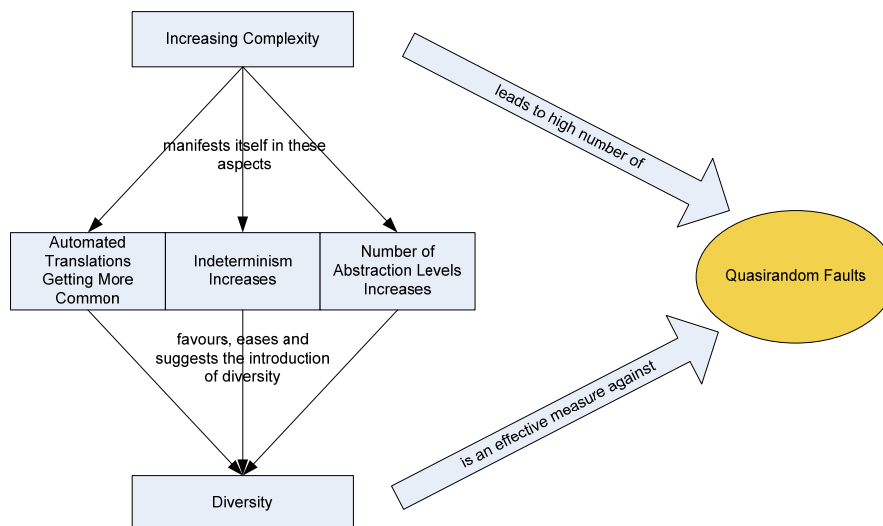 Increasing Complexity
leads to high number of
manifests itself in these
aspects
Automated
Translations
Getting More
Common
Indeterminism
Increases
Number of
Abstraction Levels
Increases
Quasirandom Faults
favours, eases and
suggests the introduction
of diversity
is an effective measure against
Diversity